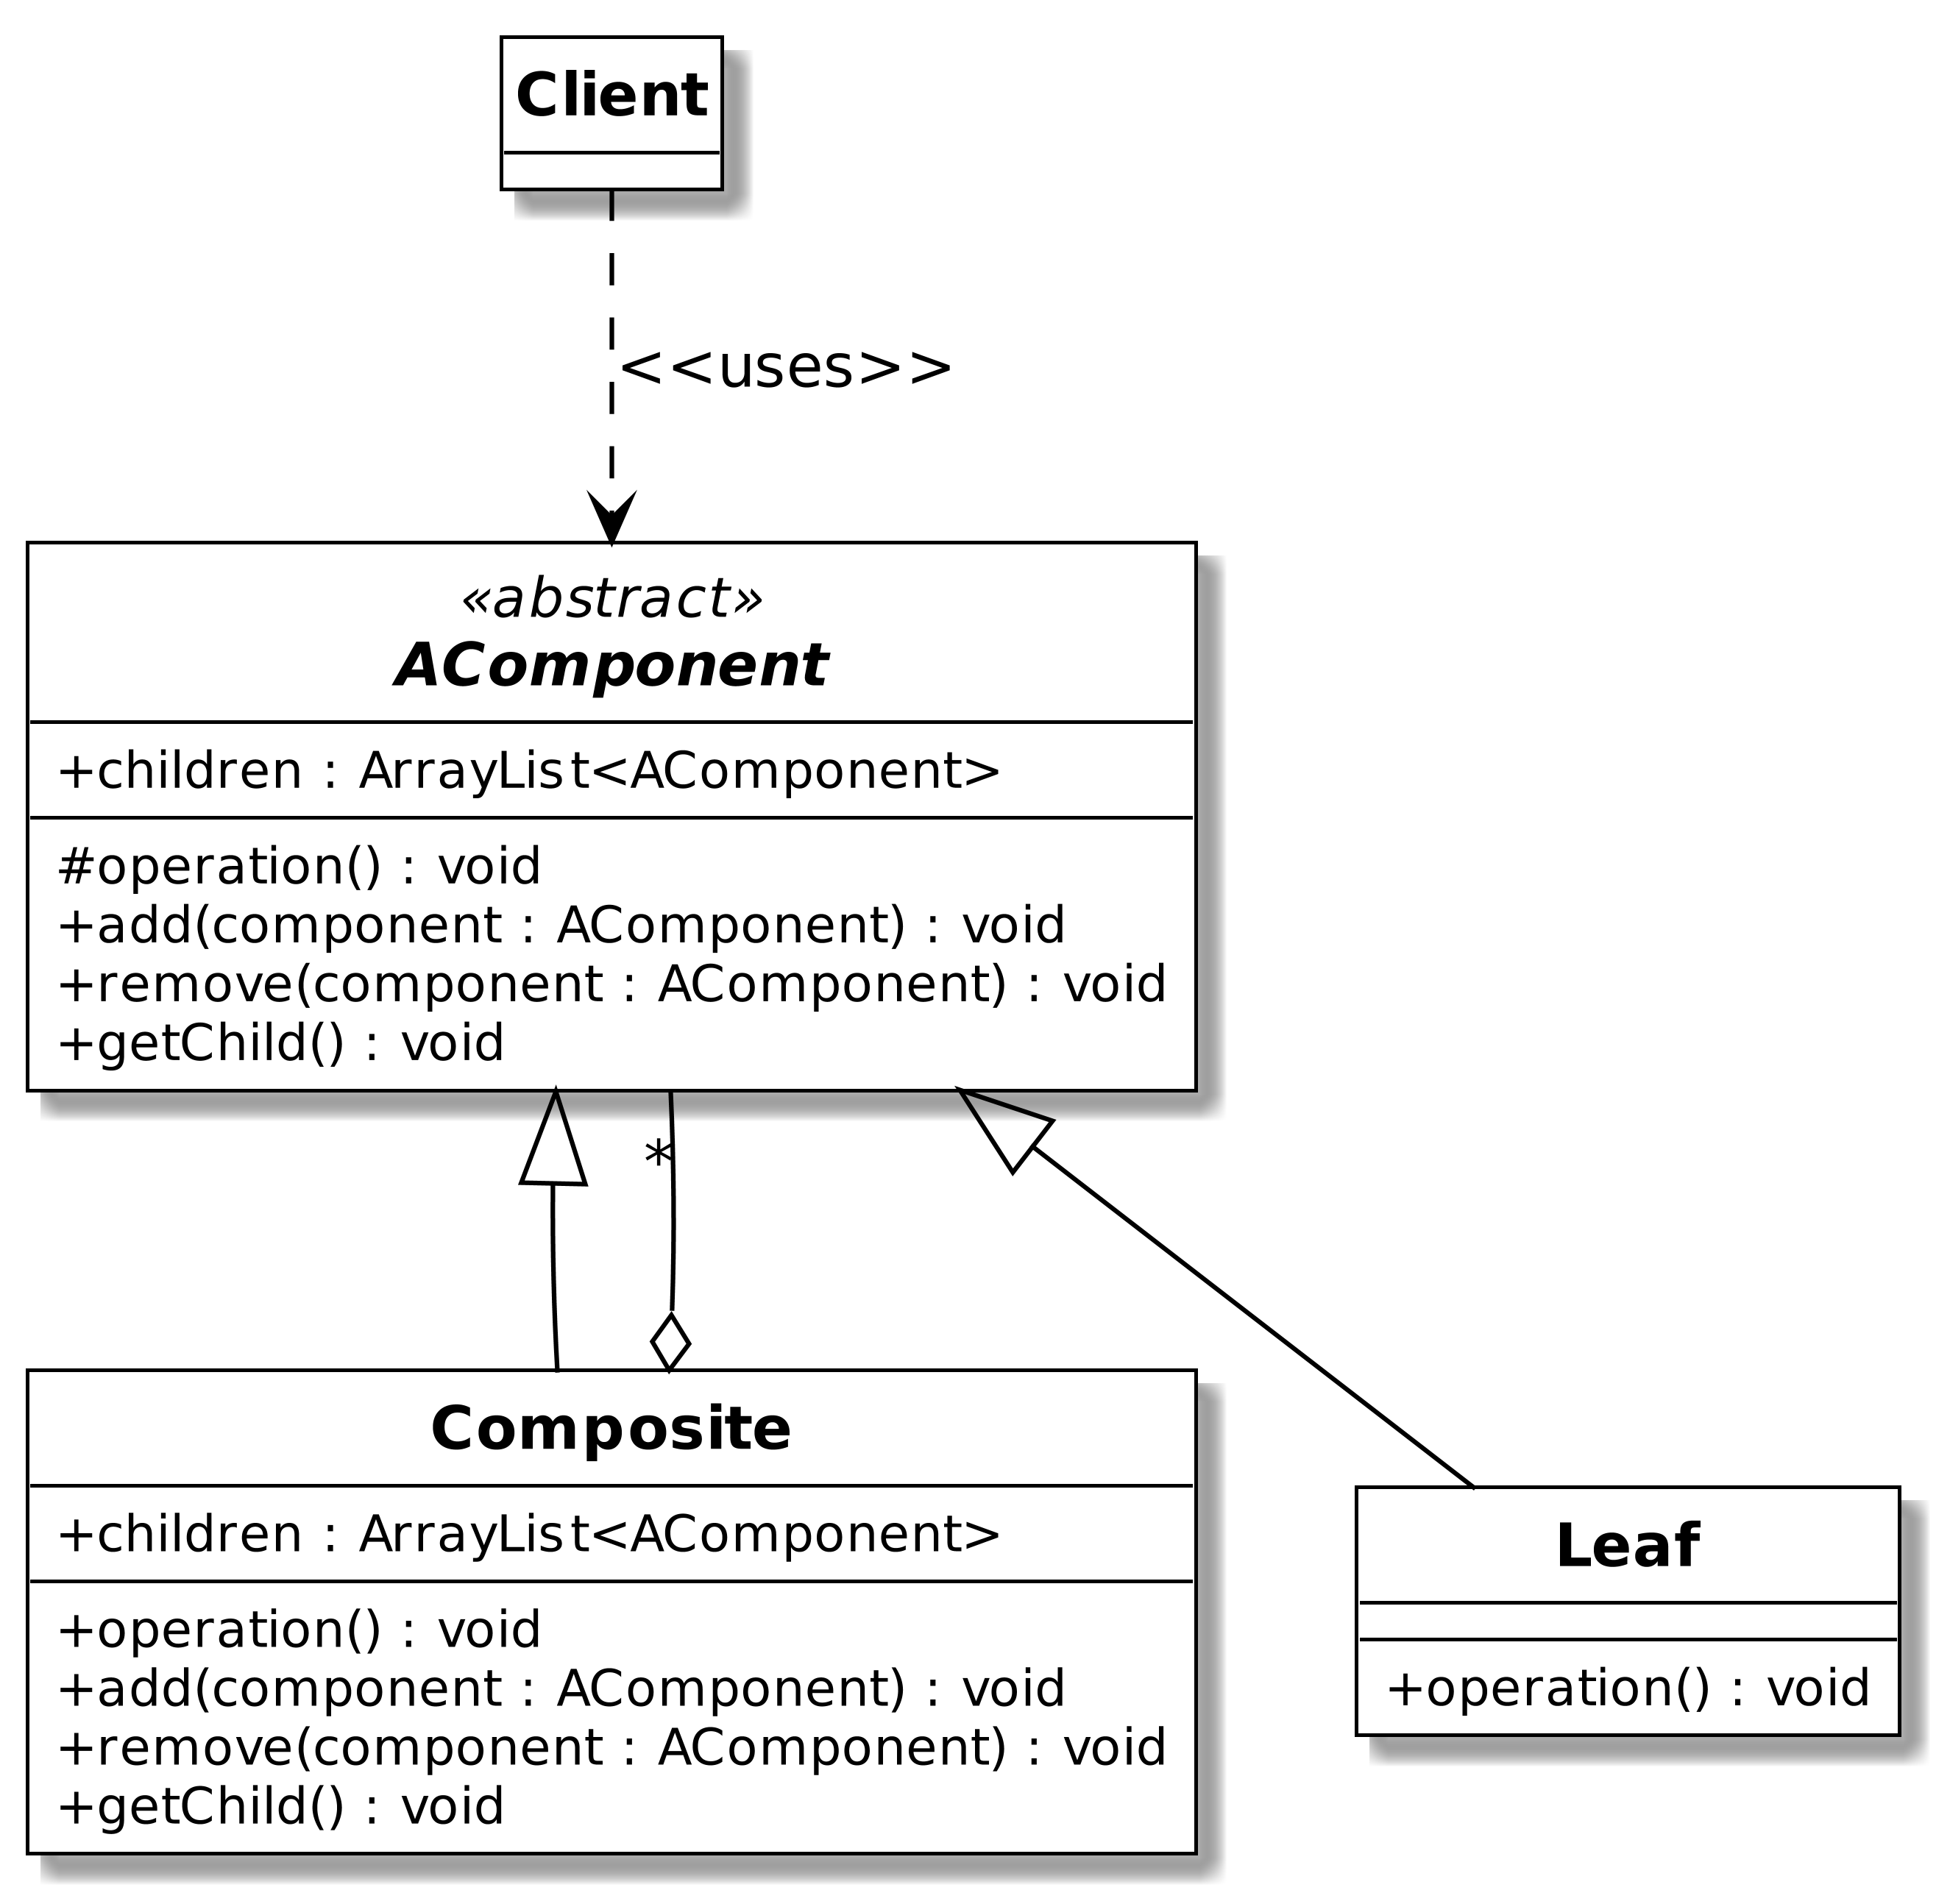 Client
<<uses>>
«abstract»
AComponent
+children : ArrayList<AComponent>
#operation() : void
+add(component : AComponent) : void
+remove(component : AComponent) : void
+getChild() : void
*
Composite
+children : ArrayList<AComponent>
+operation() : void
+add(component : AComponent) : void
+remove(component : AComponent) : void
+getChild() : void
Leaf
+operation() : void